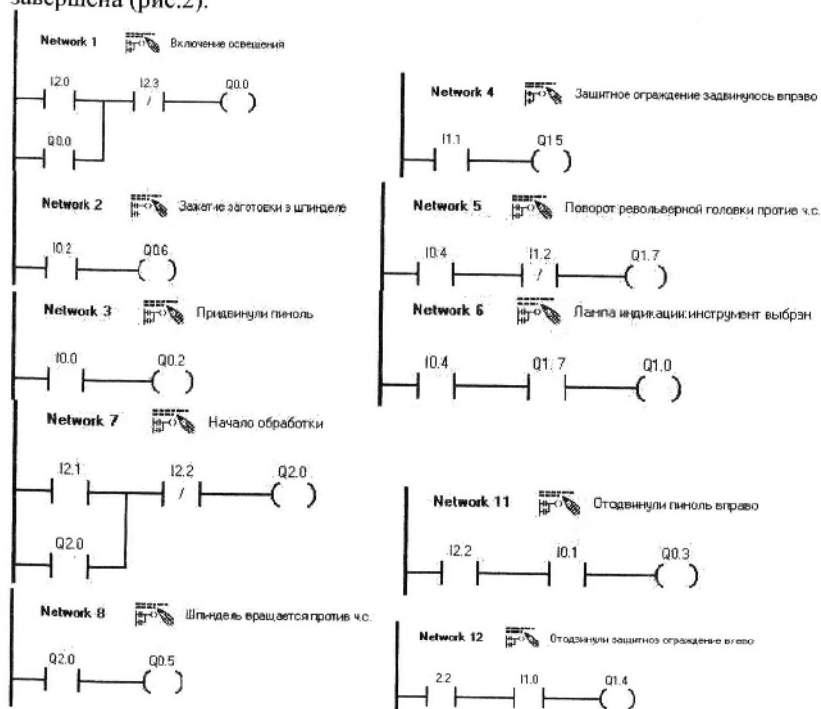 завершена (рис.2).
Network 1 Включение освещения
I2.0 I2.3 Q0.0
/
Q0.0
Network 2 Зажатие заготовки в шпинделе
I0.2 Q0.6
Network 3 Придвинули пиноль
I0.0 Q0.2
Network 7 Начало обработки
I2.1 I2.2 Q2.0
/
Q2.0
Network 8 Шпиндель вращается против ч.с.
Q2.0 Q0.5
Network 4 Защитное ограждение задвинулось вправо
I1.1 Q1.5
Network 5 Поворот револьверной головки против ч.с.
I0.4 I1.2 Q1.7
/
Network 6 Лампа индикации:инструмент выбран
I0.4 Q1.7 Q1.0
Network 11 Отодвинули пиноль вправо
I2.2 I0.1 Q0.3
Network 12 Отодвинули защитное ограждение влево
2.2 I1.0 Q1.4